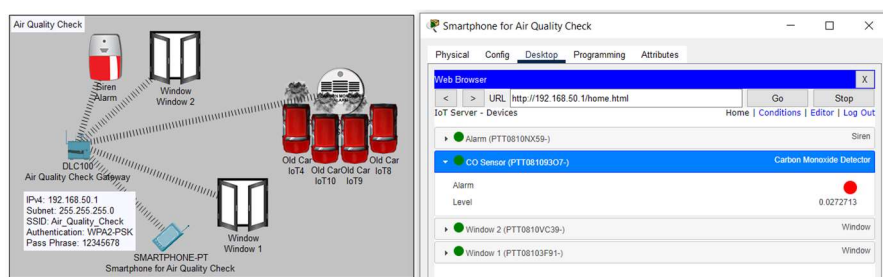 Air Quality Check
Siren
Alarm
Window
Window 2
CARBON MONOXIDE
ALARM
Old Car
IoT4
Old Car
IoT10
Old Car
IoT9
Old Car
IoT8
DLC100
Air Quality Check Gateway
IPv4: 192.168.50.1
Subnet: 255.255.255.0
SSID: Air_Quality_Check
Authentication: WPA2-PSK
Pass Phrase: 12345678
Window
Window 1
SMARTPHONE-PT
Smartphone for Air Quality Check
Smartphone for Air Quality Check
Physical Config Desktop Programming Attributes
Web Browser X
< > URL http://192.168.50.1/home.html Go Stop
IoT Server - Devices Home | Conditions | Editor | Log Out
Alarm (PTT0810NX59-) Siren
CO Sensor (PTT081093O7-) Carbon Monoxide Detector
Alarm
Level 0.0272713
Window 2 (PTT0810VC39-) Window
Window 1 (PTT08103F91-) Window